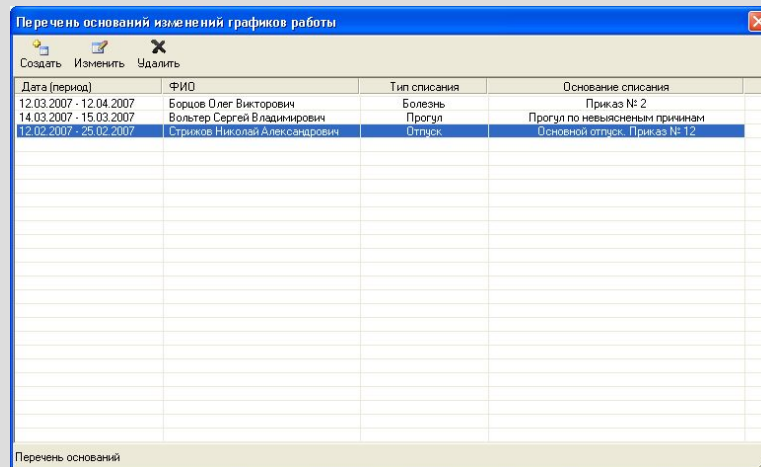 Перечень оснований изменений графиков работы
Создать Изменить Удалить
Дата (период) ФИО Тип списания Основание списания
12.03.2007 - 12.04.2007 Борцов Олег Викторович Болезнь Приказ № 2
14.03.2007 - 15.03.2007 Вольтер Сергей Владимирович Прогул Прогул по невыясненым причинам
12.02.2007 - 25.02.2007 Стрижов Николай Александрович Отпуск Основной отпуск. Приказ № 12
Перечень оснований